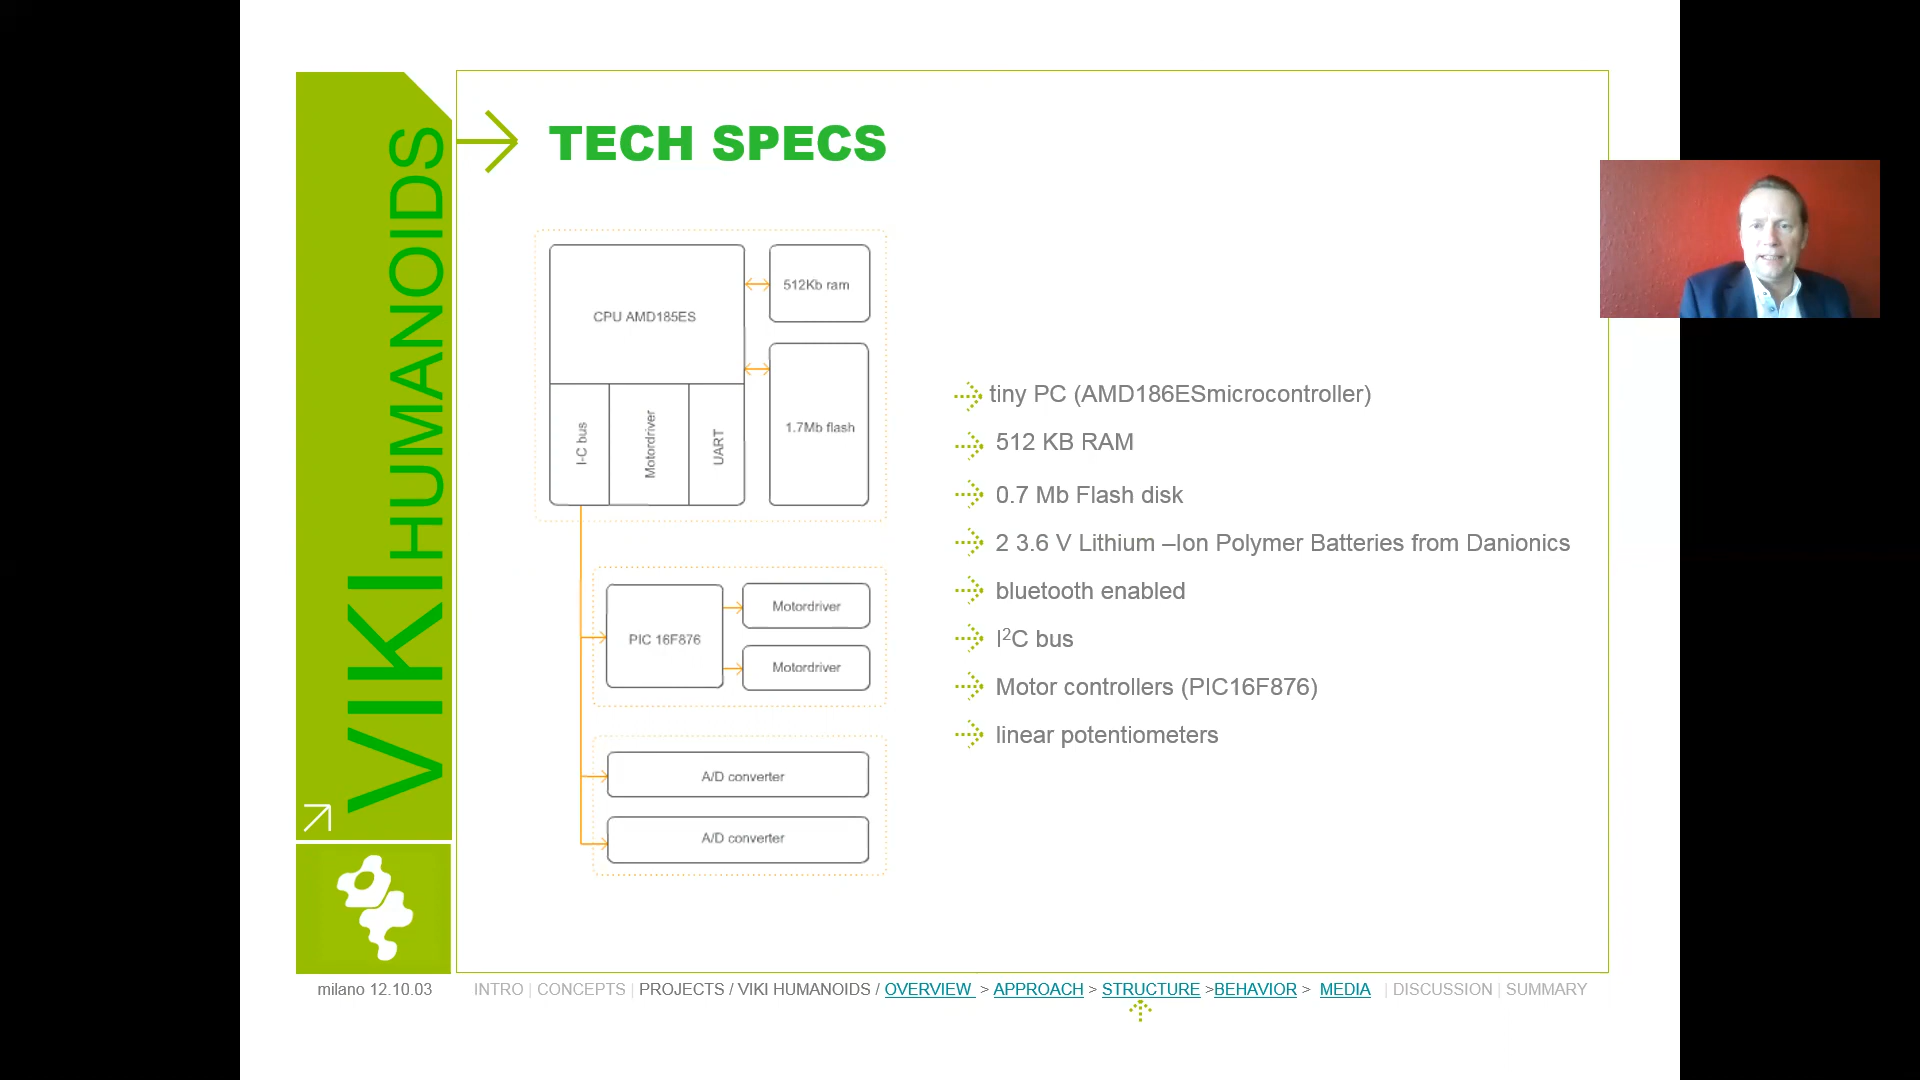 VIKIHUMANOIDS
TECH SPECS
CPU AMD185ES
512Kb ram
1.7Mb flash
I-C bus
Motordriver
UART
PIC 16F876
Motordriver
Motordriver
A/D converter
A/D converter
tiny PC (AMD186ESmicrocontroller)
512 KB RAM
0.7 Mb Flash disk
2 3.6 V Lithium –Ion Polymer Batteries from Danionics
bluetooth enabled
I²C bus
Motor controllers (PIC16F876)
linear potentiometers
milano 12.10.03
INTRO | CONCEPTS | PROJECTS / VIKI HUMANOIDS / OVERVIEW > APPROACH > STRUCTURE >BEHAVIOR > MEDIA | DISCUSSION | SUMMARY